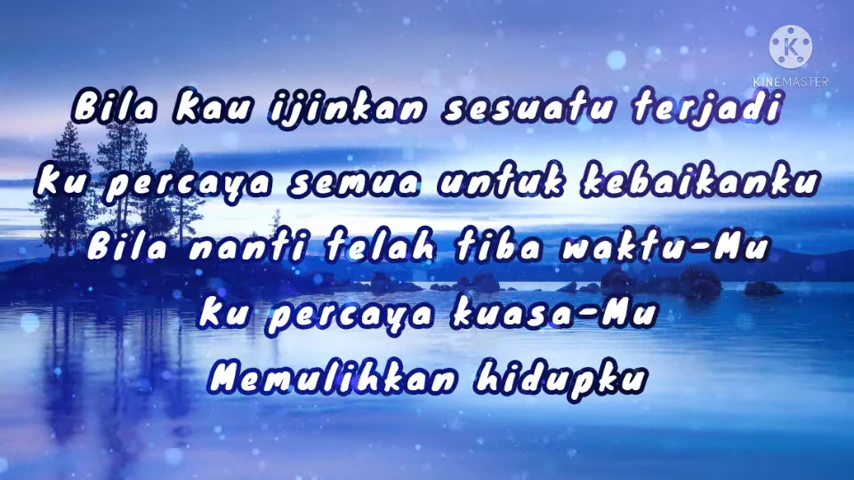 KINEMASTER
Bila Kau ijinkan sesuatu terjadi
Ku percaya semua untuk kebaikanku
Bila nanti telah tiba waktu-Mu
Ku percaya kuasa-Mu
Memulihkan hidupku